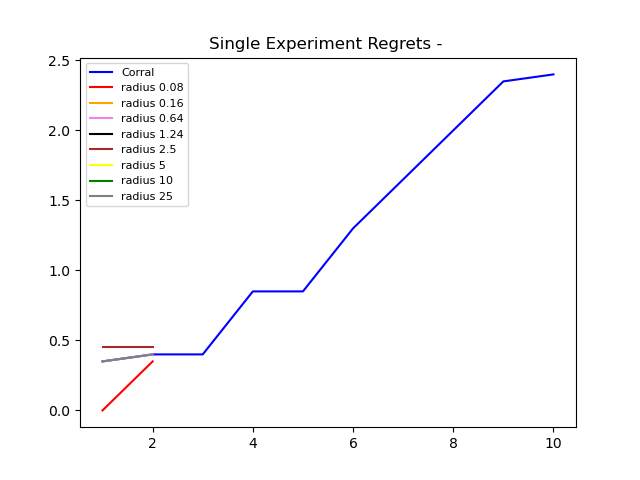 Single Experiment Regrets -
2.5
2.0
1.5
1.0
0.5
0.0
Corral
radius 0.08
radius 0.16
radius 0.64
radius 1.24
radius 2.5
radius 5
radius 10
radius 25
2 4 6 8 10